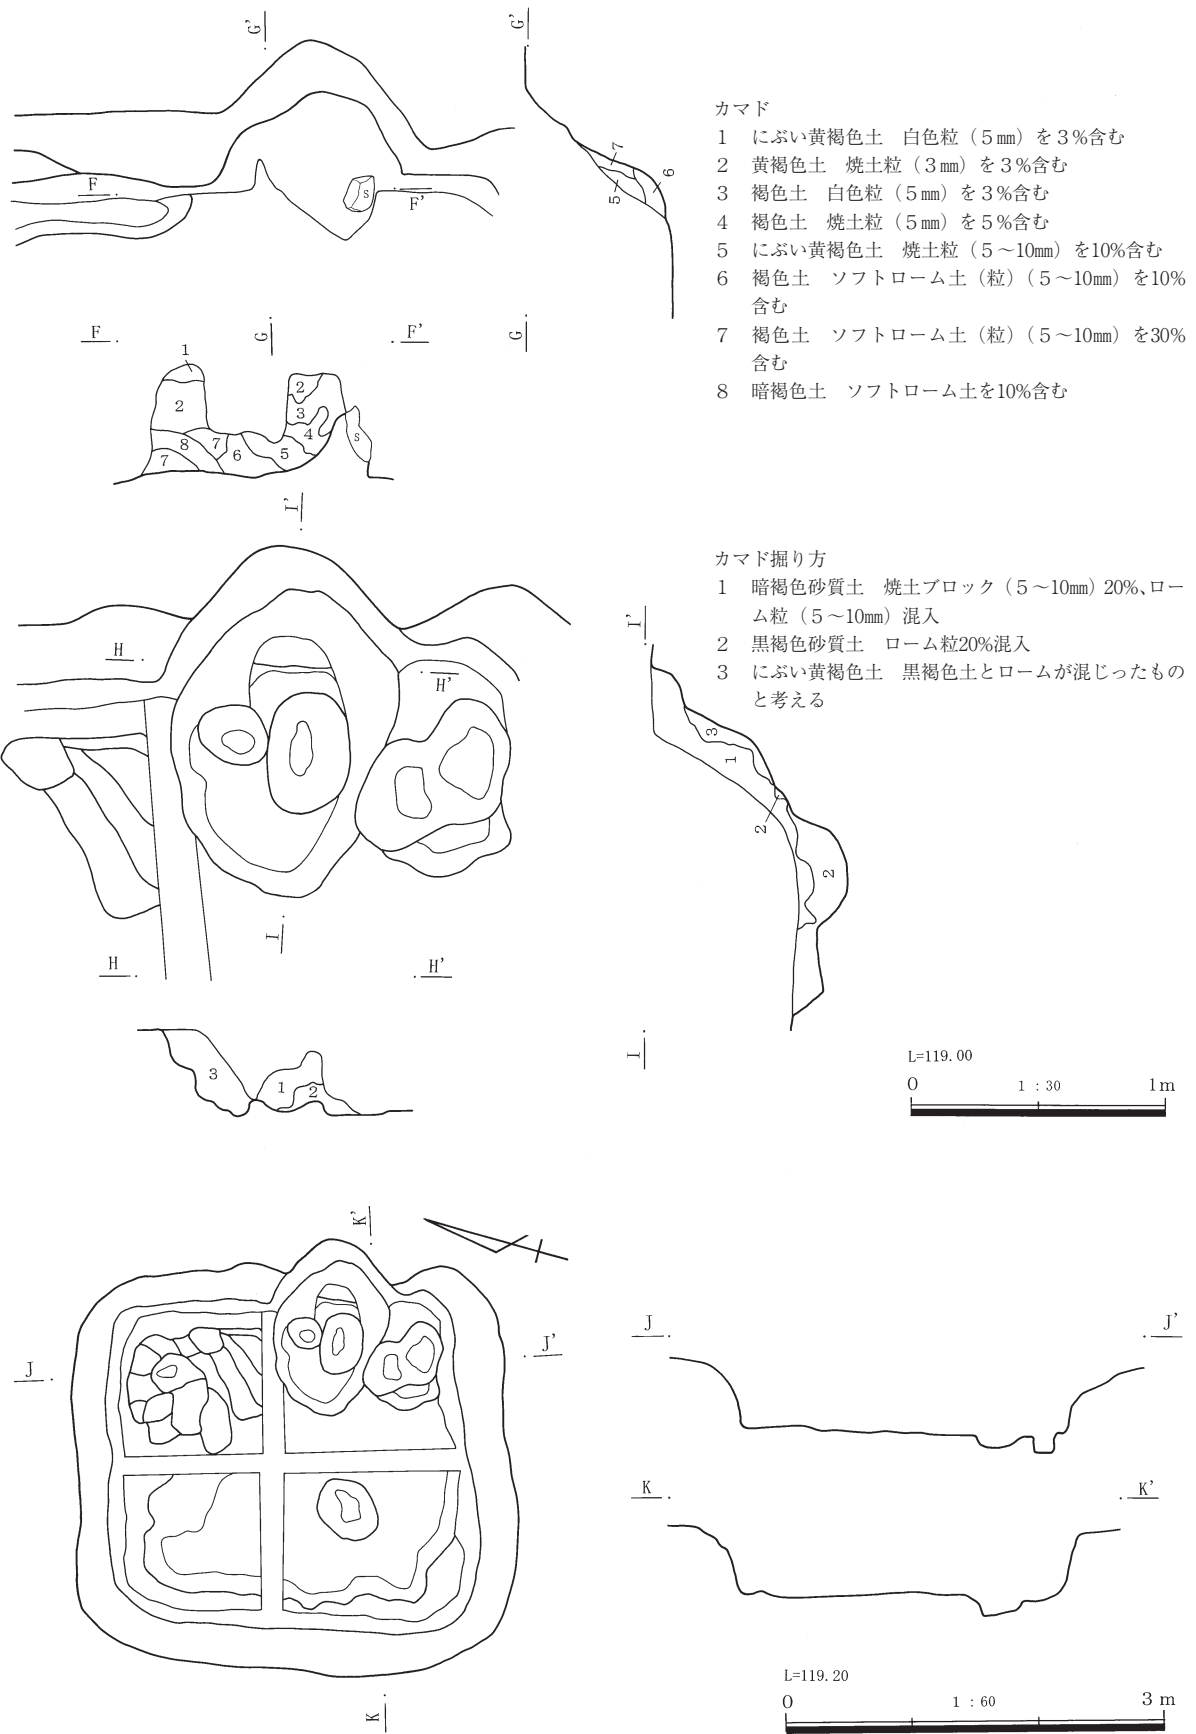 G'
G'
カマド
1 にぶい黄褐色土 白色粒（5㎜）を3%含む
2 黄褐色土 焼土粒（3㎜）を3%含む
3 褐色土 白色粒（5㎜）を3%含む
4 褐色土 焼土粒（5㎜）を5%含む
5 にぶい黄褐色土 焼土粒（5～10㎜）を10%含む
6 褐色土 ソフトローム土（粒）（5～10㎜）を10%
含む
7 褐色土 ソフトローム土（粒）（5～10㎜）を30%
含む
8 暗褐色土 ソフトローム土を10%含む
7
6
5
F
S
F'
F
G
F'
G
1
2
2
3
4
S
8
7
7
6
5
I'
カマド掘り方
1 暗褐色砂質土 焼土ブロック（5～10㎜）20%、ロー
ム粒（5～10㎜）混入
2 黒褐色砂質土 ローム粒20%混入
3 にぶい黄褐色土 黒褐色土とロームが混じったもの
と考える
I'
H
H'
3
1
2
2
I
H
H'
3
1
2
I
L=119.00
0 1：30 1m
K'
J
J'
J
J'
K
K'
K
L=119.20
0 1：60 3m